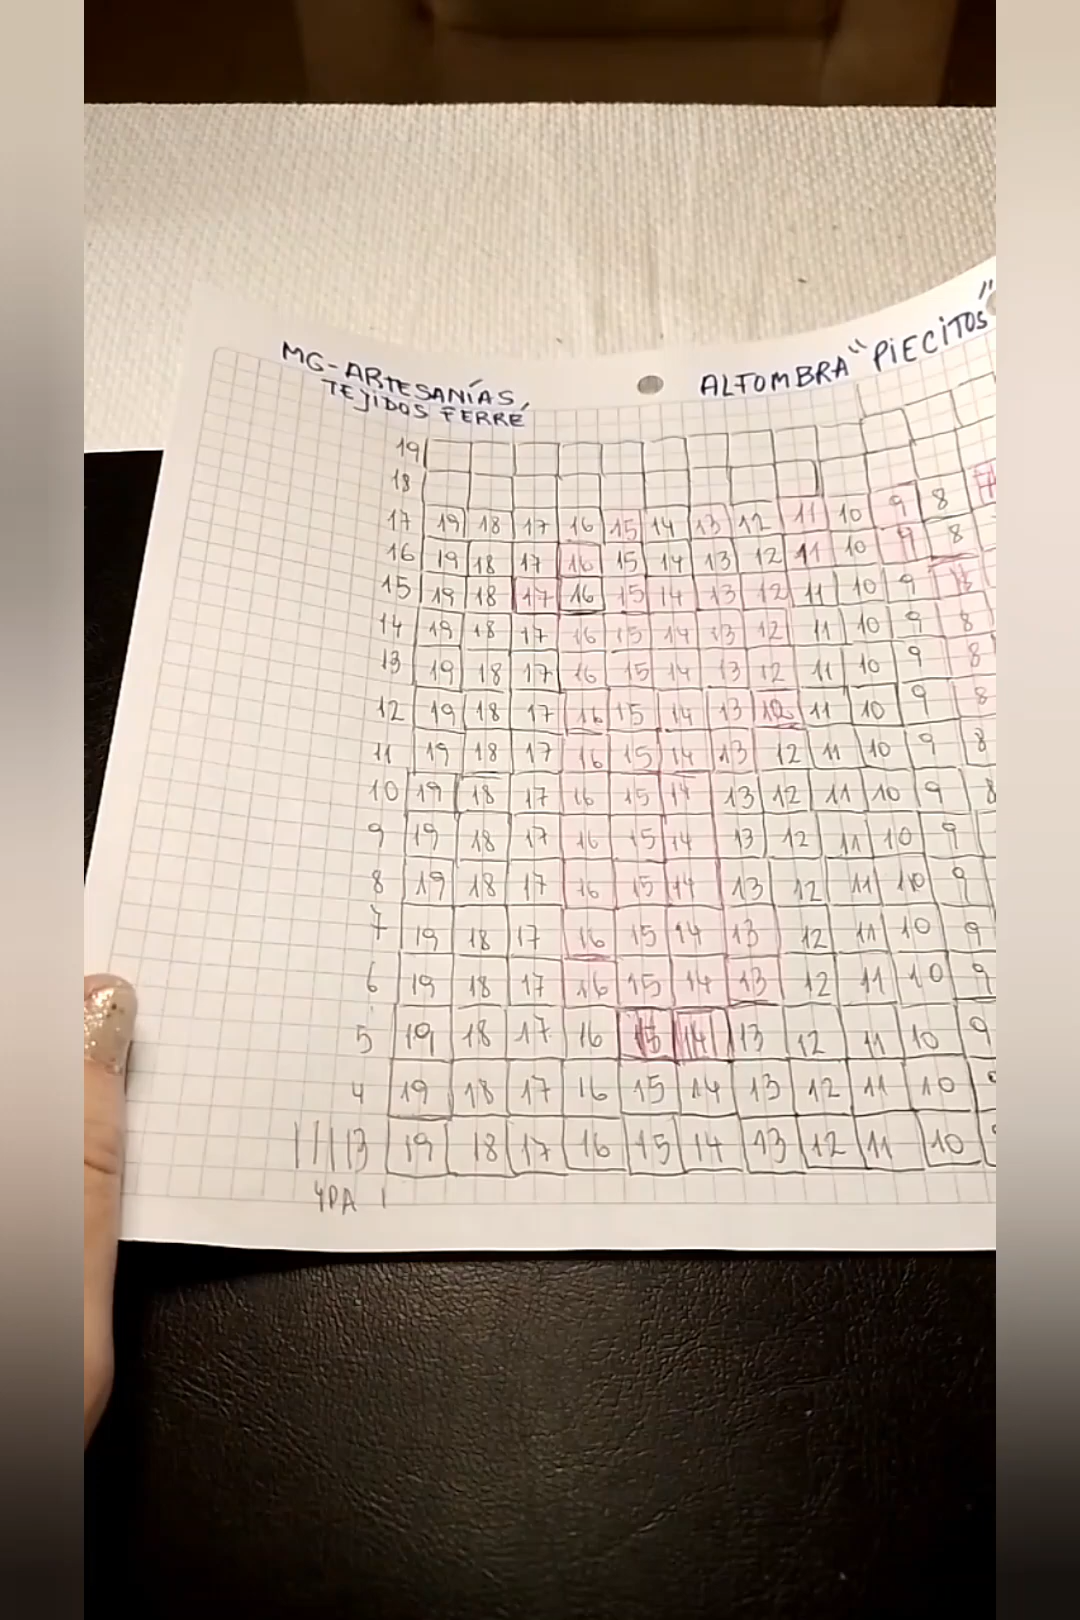 MG-ARTESANÍAS,
TEJIDOS FERRÉ
ALFOMBRA "PIECITOS"
19
18
17 19 18 17 16 15 14 13 12 11 10 9 8
16 19 18 17 16 15 14 13 12 11 10 9 8
15 19 18 17 16 15 14 13 12 11 10 9
14 19 18 17 16 15 14 13 12 11 10 9 8
13 19 18 17 16 15 14 13 12 11 10 9 8
12 19 18 17 16 15 14 13 12 11 10 9 8
11 19 18 17 16 15 14 13 12 11 10 9 8
10 19 18 17 16 15 14 13 12 11 10 9 8
9 19 18 17 16 15 14 13 12 11 10 9
8 19 18 17 16 15 14 13 12 11 10 9
7 19 18 17 16 15 14 13 12 11 10 9
6 19 18 17 16 15 14 13 12 11 10 9
5 19 18 17 16 15 14 13 12 11 10 9
4 19 18 17 16 15 14 13 12 11 10
3 19 18 17 16 15 14 13 12 11 10